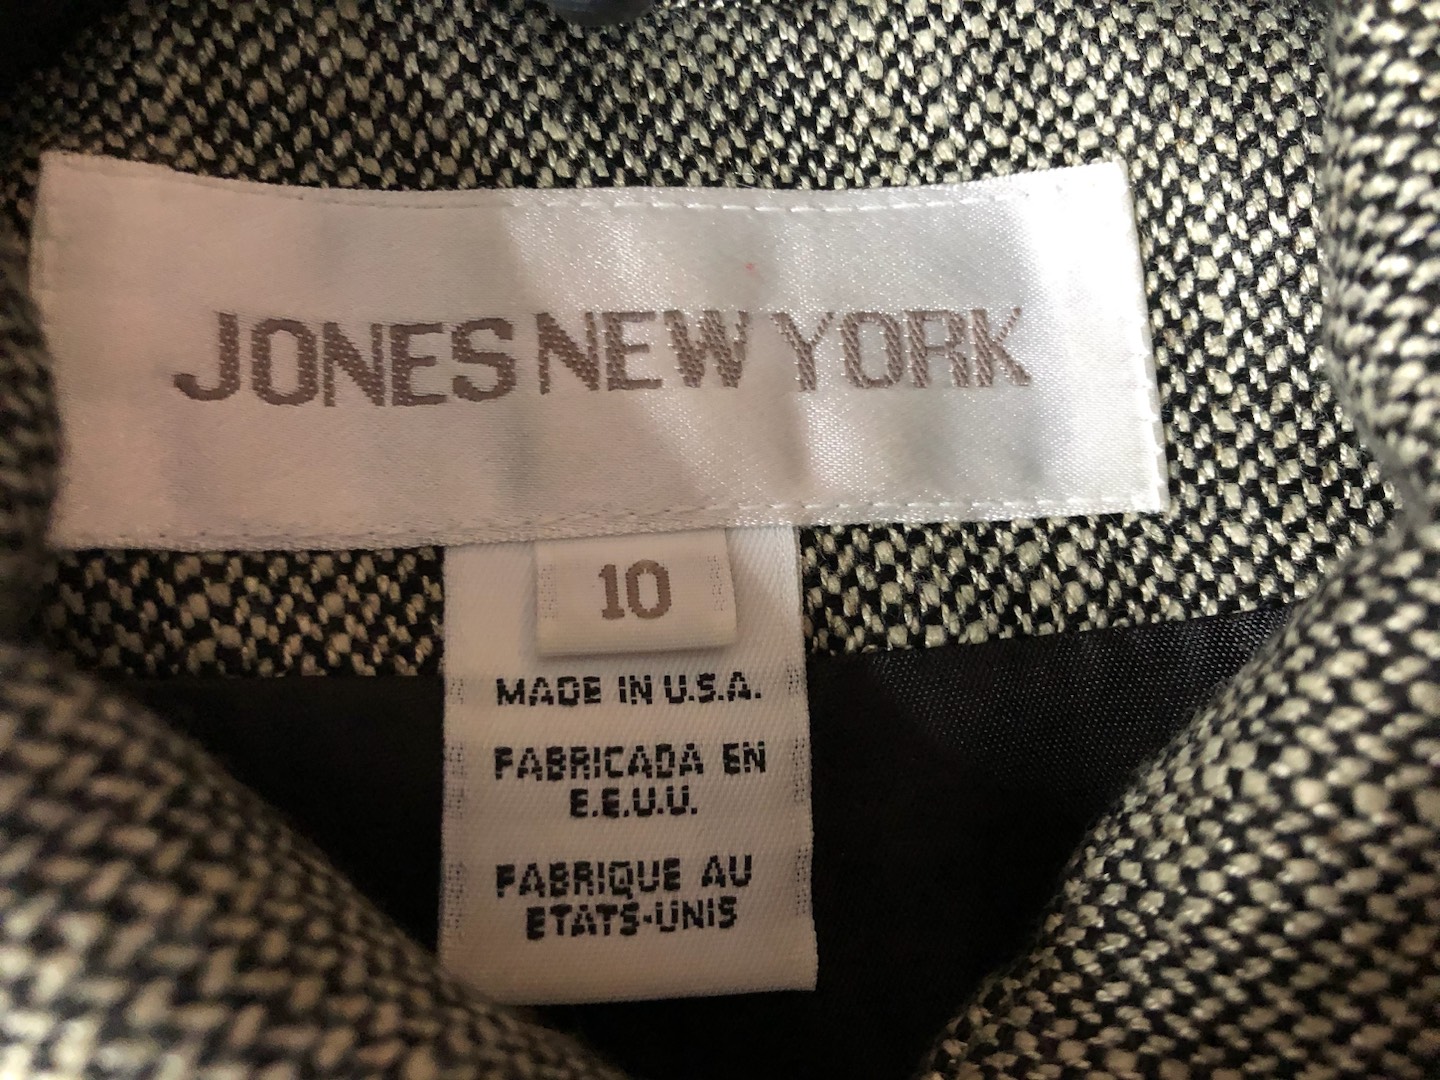 JONES NEW YORK
10
MADE IN U.S.A.
FABRICADA EN
E.E.U.U.
FABRIQUE AU
ETATS-UNIS